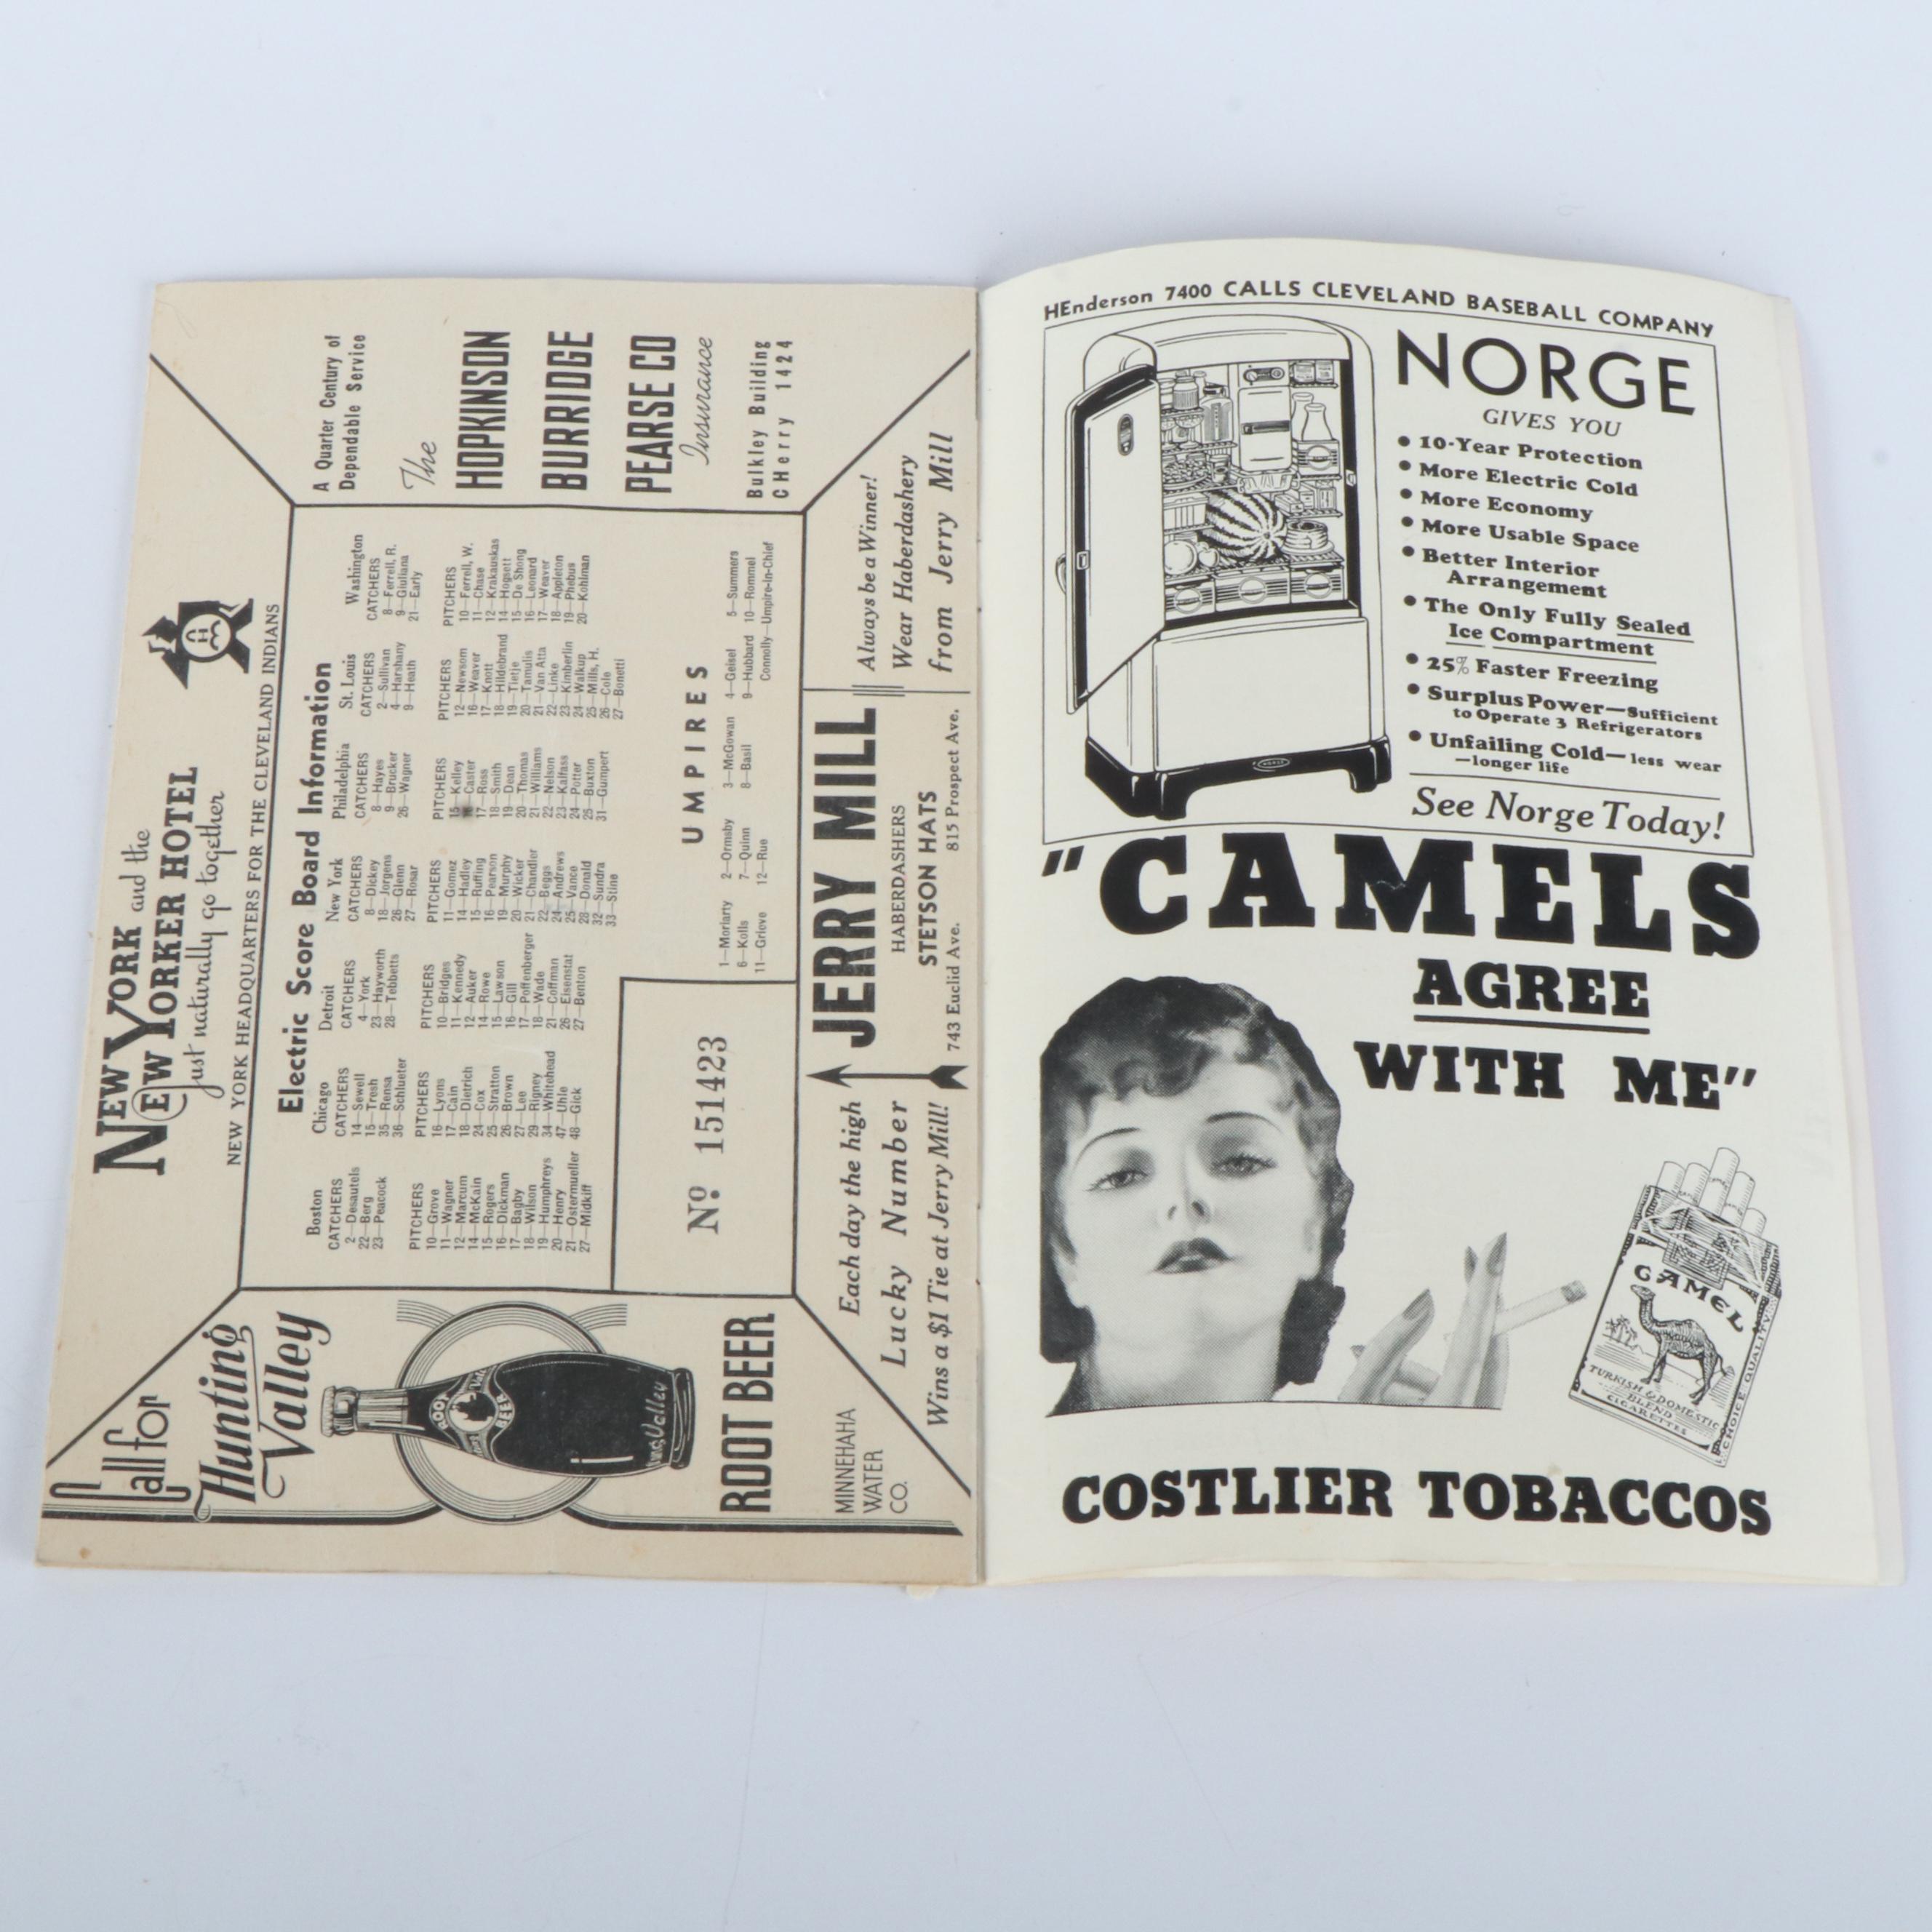 NEW YORK and the
NEW YORKER HOTEL
just naturally go together
NEW YORK HEADQUARTERS FOR THE CLEVELAND INDIANS
Call for
Hunting
Valley
ROOT
BEER
ROOT BEER
MINNEHAHA
WATER
CO.
Electric Score Board Information
Boston
CATCHERS
2—Desautels
22—Berg
23—Peacock
PITCHERS
10—Grove
11—Wagner
12—Marcum
14—McKain
15—Rogers
16—Dickman
17—Bagby
18—Wilson
19—Humphreys
20—Henry
21—Ostermueller
27—Midkiff
Chicago
CATCHERS
14—Sewell
15—Tresh
35—Rensa
36—Schlueter
PITCHERS
16—Lyons
17—Cain
18—Dietrich
24—Cox
25—Stratton
26—Brown
27—Lee
29—Rigney
34—Whitehead
47—Uhle
48—Gick
Detroit
CATCHERS
4—York
23—Hayworth
28—Tebbetts
PITCHERS
10—Bridges
11—Kennedy
12—Auker
14—Rowe
15—Lawson
16—Gill
17—Poffenberger
18—Wade
21—Coffman
26—Eisenstat
27—Benton
New York
CATCHERS
8—Dickey
18—Jorgens
26—Glenn
27—Rosar
PITCHERS
11—Gomez
14—Hadley
15—Ruffing
16—Pearson
19—Murphy
20—Wicker
21—Chandler
22—Beggs
24—Andrews
25—Vance
28—Donald
32—Sundra
33—Stine
Philadelphia
CATCHERS
8—Hayes
9—Brucker
26—Wagner
PITCHERS
15—Kelley
Caster
17—Ross
18—Smith
19—Dean
20—Thomas
21—Williams
22—Nelson
23—Kalfass
24—Potter
25—Buxton
31—Gumpert
St. Louis
CATCHERS
2—Sullivan
4—Harshany
9—Heath
PITCHERS
12—Newsom
16—Weaver
17—Knott
18—Hildebrand
19—Tietje
20—Tamulis
21—Van Atta
22—Linke
23—Kimberlin
24—Walkup
25—Mills, H.
26—Cole
27—Bonetti
Washington
CATCHERS
8—Ferrell, R.
9—Giuliana
21—Early
PITCHERS
10—Ferrell, W.
11—Chase
12—Krakauskas
14—Hogsett
15—De Shong
16—Leonard
17—Weaver
18—Appleton
19—Phebus
20—Kohlman
Nº 151423
UMPIRES
1—Moriarty 2—Ormsby 3—McGowan 4—Geisel 5—Summers
6—Kolls 7—Quinn 8—Basil 9—Hubbard 10—Rommel
11—Grieve 12—Rue Connolly—Umpire-in-Chief
A Quarter Century of
Dependable Service
The
HOPKINSON
BURRIDGE
PEARSE CO
Insurance
Bulkley Building
CHerry 1424
Each day the high
Lucky Number
Wins a $1 Tie at Jerry Mill!
JERRY MILL
HABERDASHERS
STETSON HATS
743 Euclid Ave. 815 Prospect Ave.
Always be a Winner!
Wear Haberdashery
from Jerry Mill
HEnderson 7400 CALLS CLEVELAND BASEBALL COMPANY
NORGE
GIVES YOU
• 10-Year Protection
• More Electric Cold
• More Economy
• More Usable Space
• Better Interior
Arrangement
• The Only Fully Sealed
Ice Compartment
• 25% Faster Freezing
• Surplus Power—Sufficient
to Operate 3 Refrigerators
• Unfailing Cold—less wear
—longer life
See Norge Today!
"CAMELS
AGREE
WITH ME"
CAMEL
TURKISH & DOMESTIC
BLEND
CIGARETTES
CHOICE QUALITY
COSTLIER TOBACCOS